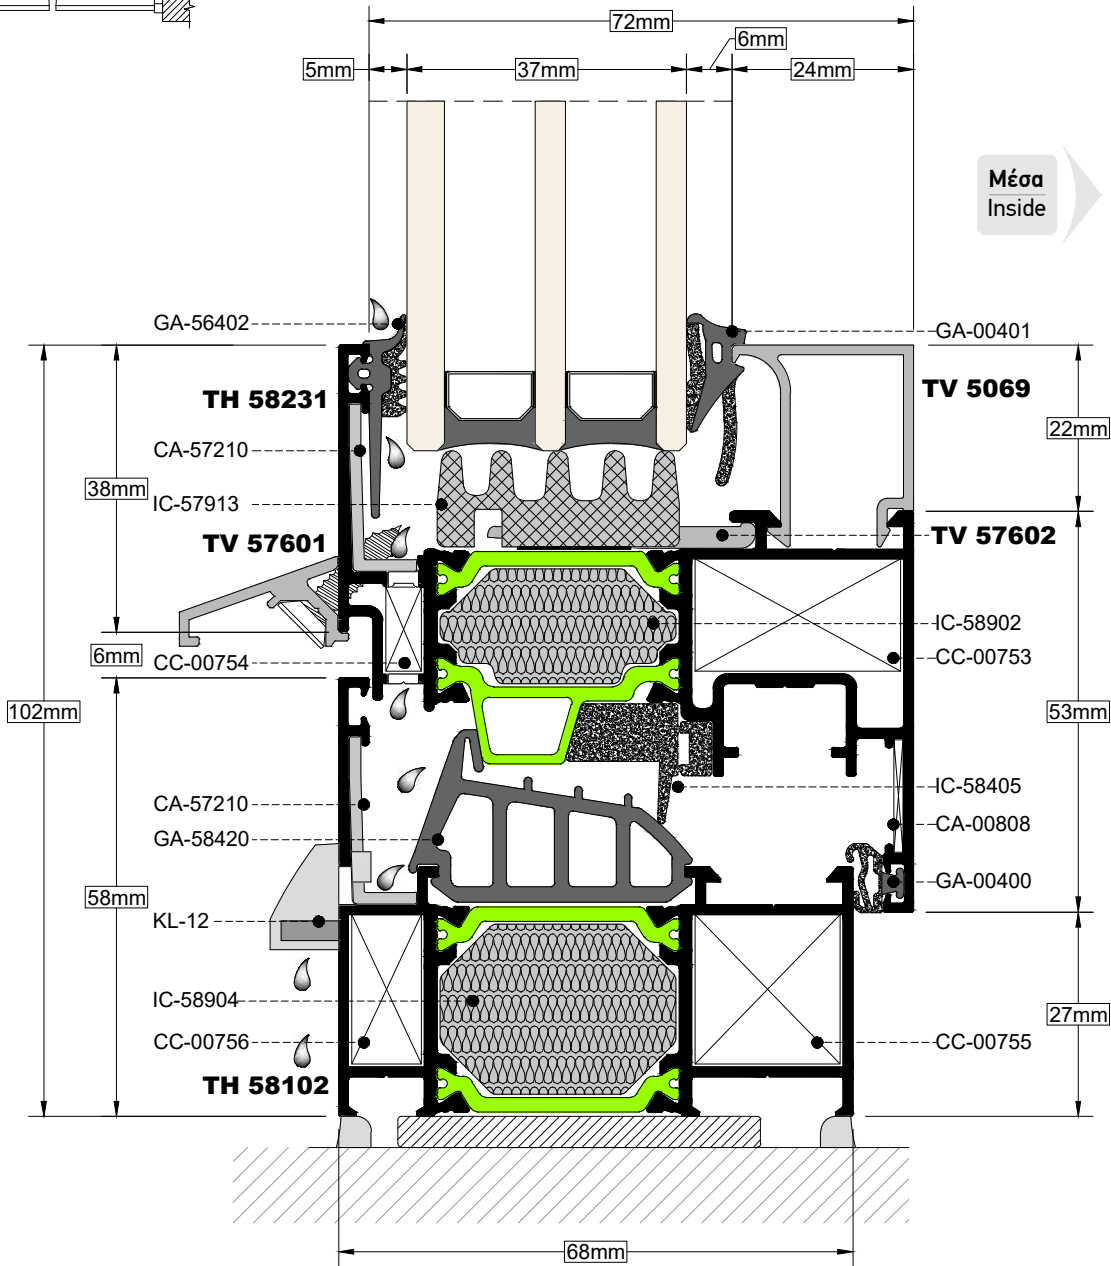 72mm
6mm
5mm
37mm
24mm
Μέσα
Inside
GA-56402
GA-00401
TH 58231
TV 5069
22mm
CA-57210
38mm
IC-57913
TV 57601
TV 57602
IC-58902
6mm
CC-00754
CC-00753
102mm
53mm
IC-58405
CA-57210
CA-00808
GA-58420
GA-00400
58mm
KL-12
IC-58904
27mm
CC-00756
CC-00755
TH 58102
68mm